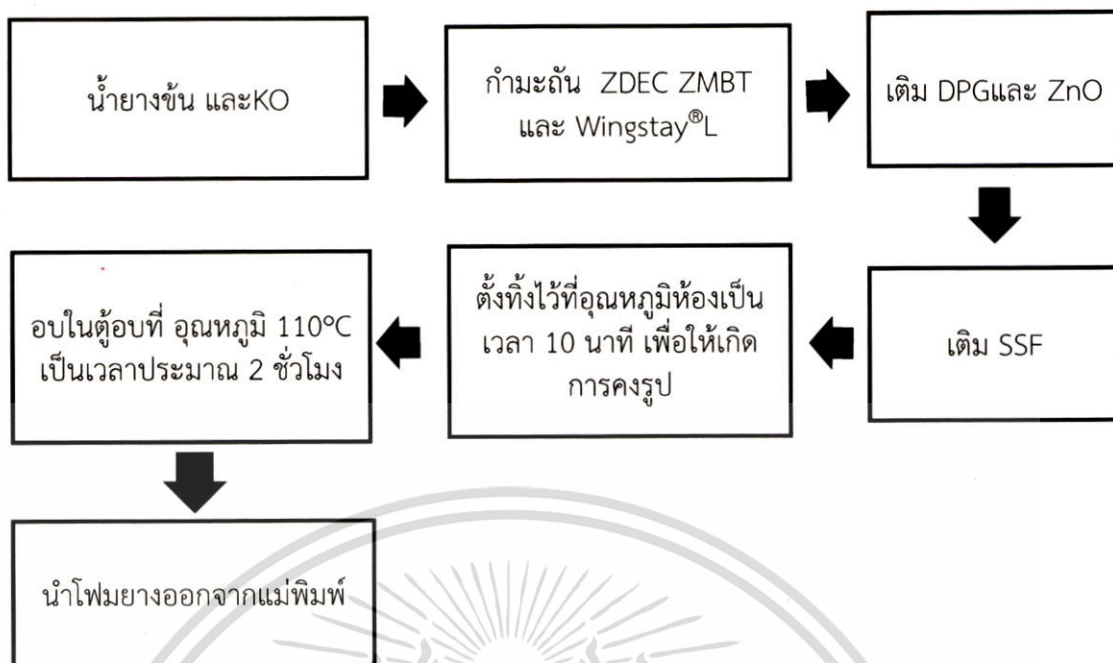 น้ำยางข้น และKO
กำมะถัน ZDEC ZMBT
และ Wingstay®L
เติม DPGและ ZnO
เติม SSF
ตั้งทิ้งไว้ที่อุณหภูมิห้องเป็น
เวลา 10 นาที เพื่อให้เกิด
การคงรูป
อบในตู้อบที่ อุณหภูมิ 110°C
เป็นเวลาประมาณ 2 ชั่วโมง
นำโฟมยางออกจากแม่พิมพ์